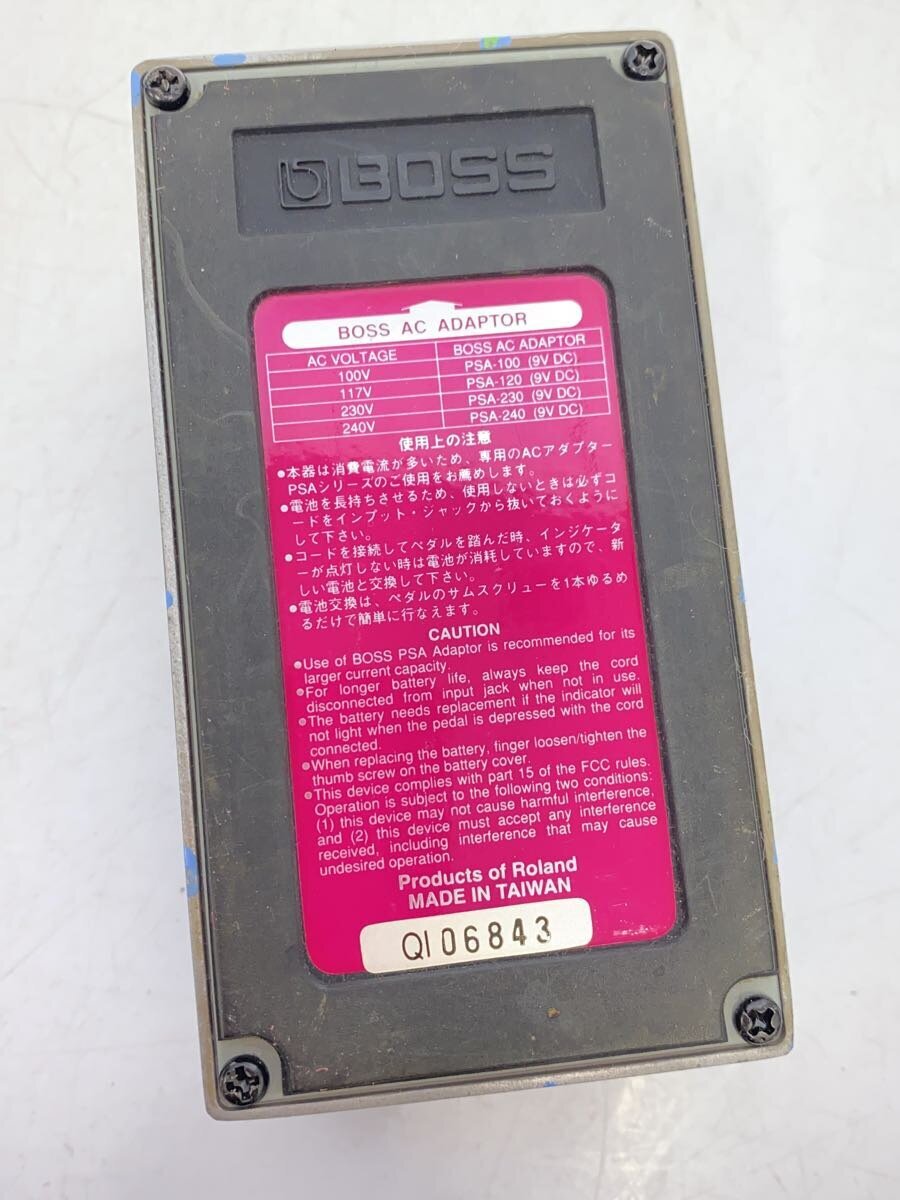 BOSS
BOSS AC ADAPTOR
AC VOLTAGE BOSS AC ADAPTOR
100V PSA-100 (9V DC)
117V PSA-120 (9V DC)
230V PSA-230 (9V DC)
240V PSA-240 (9V DC)
使用上の注意
●本器は消費電流が多いため、専用のACアダプター
PSAシリーズのご使用をお薦めします。
●電池を長持ちさせるため、使用しないときは必ずコ
ードをインプット・ジャックから抜いておくように
して下さい。
●コードを接続してペダルを踏んだ時、インジケータ
ーが点灯しない時は電池が消耗していますので、新
しい電池と交換して下さい。
●電池交換は、ペダルのサムスクリューを1本ゆるめ
るだけで簡単に行なえます。
CAUTION
●Use of BOSS PSA Adaptor is recommended for its
larger current capacity.
●For longer battery life, always keep the cord
disconnected from input jack when not in use.
●The battery needs replacement if the indicator will
not light when the pedal is depressed with the cord
connected.
●When replacing the battery, finger loosen/tighten the
thumb screw on the battery cover.
●This device complies with part 15 of the FCC rules.
Operation is subject to the following two conditions:
(1) this device may not cause harmful interference,
and (2) this device must accept any interference
received, including interference that may cause
undesired operation.
Products of Roland
MADE IN TAIWAN
QI06843